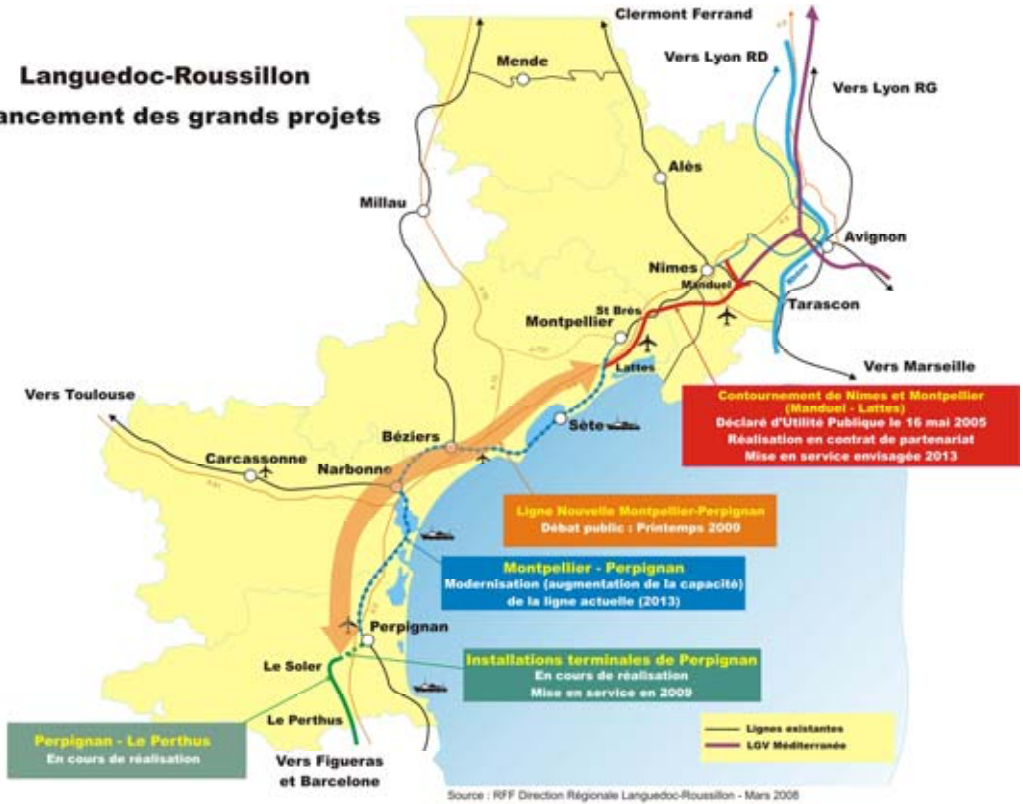 Languedoc-Roussillon
ancement des grands projets
Clermont Ferrand
Vers Lyon RD
Vers Lyon RG
Mende
Alès
Millau
Avignon
Nîmes
Manduel
Tarascon
St Brès
Montpellier
Lattes
Vers Marseille
Contournement de Nîmes et Montpellier
(Manduel - Lattes)
Déclaré d'Utilité Publique le 16 mai 2005
Réalisation en contrat de partenariat
Mise en service envisagée 2013
Vers Toulouse
Sète
Béziers
Carcassonne
Narbonne
Ligne Nouvelle Montpellier-Perpignan
Débat public : Printemps 2009
Montpellier - Perpignan
Modernisation (augmentation de la capacité)
de la ligne actuelle (2013)
Perpignan
Le Soler
Installations terminales de Perpignan
En cours de réalisation
Mise en service en 2009
Le Perthus
Perpignan - Le Perthus
En cours de réalisation
Lignes existantes
LGV Méditerranée
Vers Figueras
et Barcelone
Source : RFF Direction Régionale Languedoc-Roussillon - Mars 2008